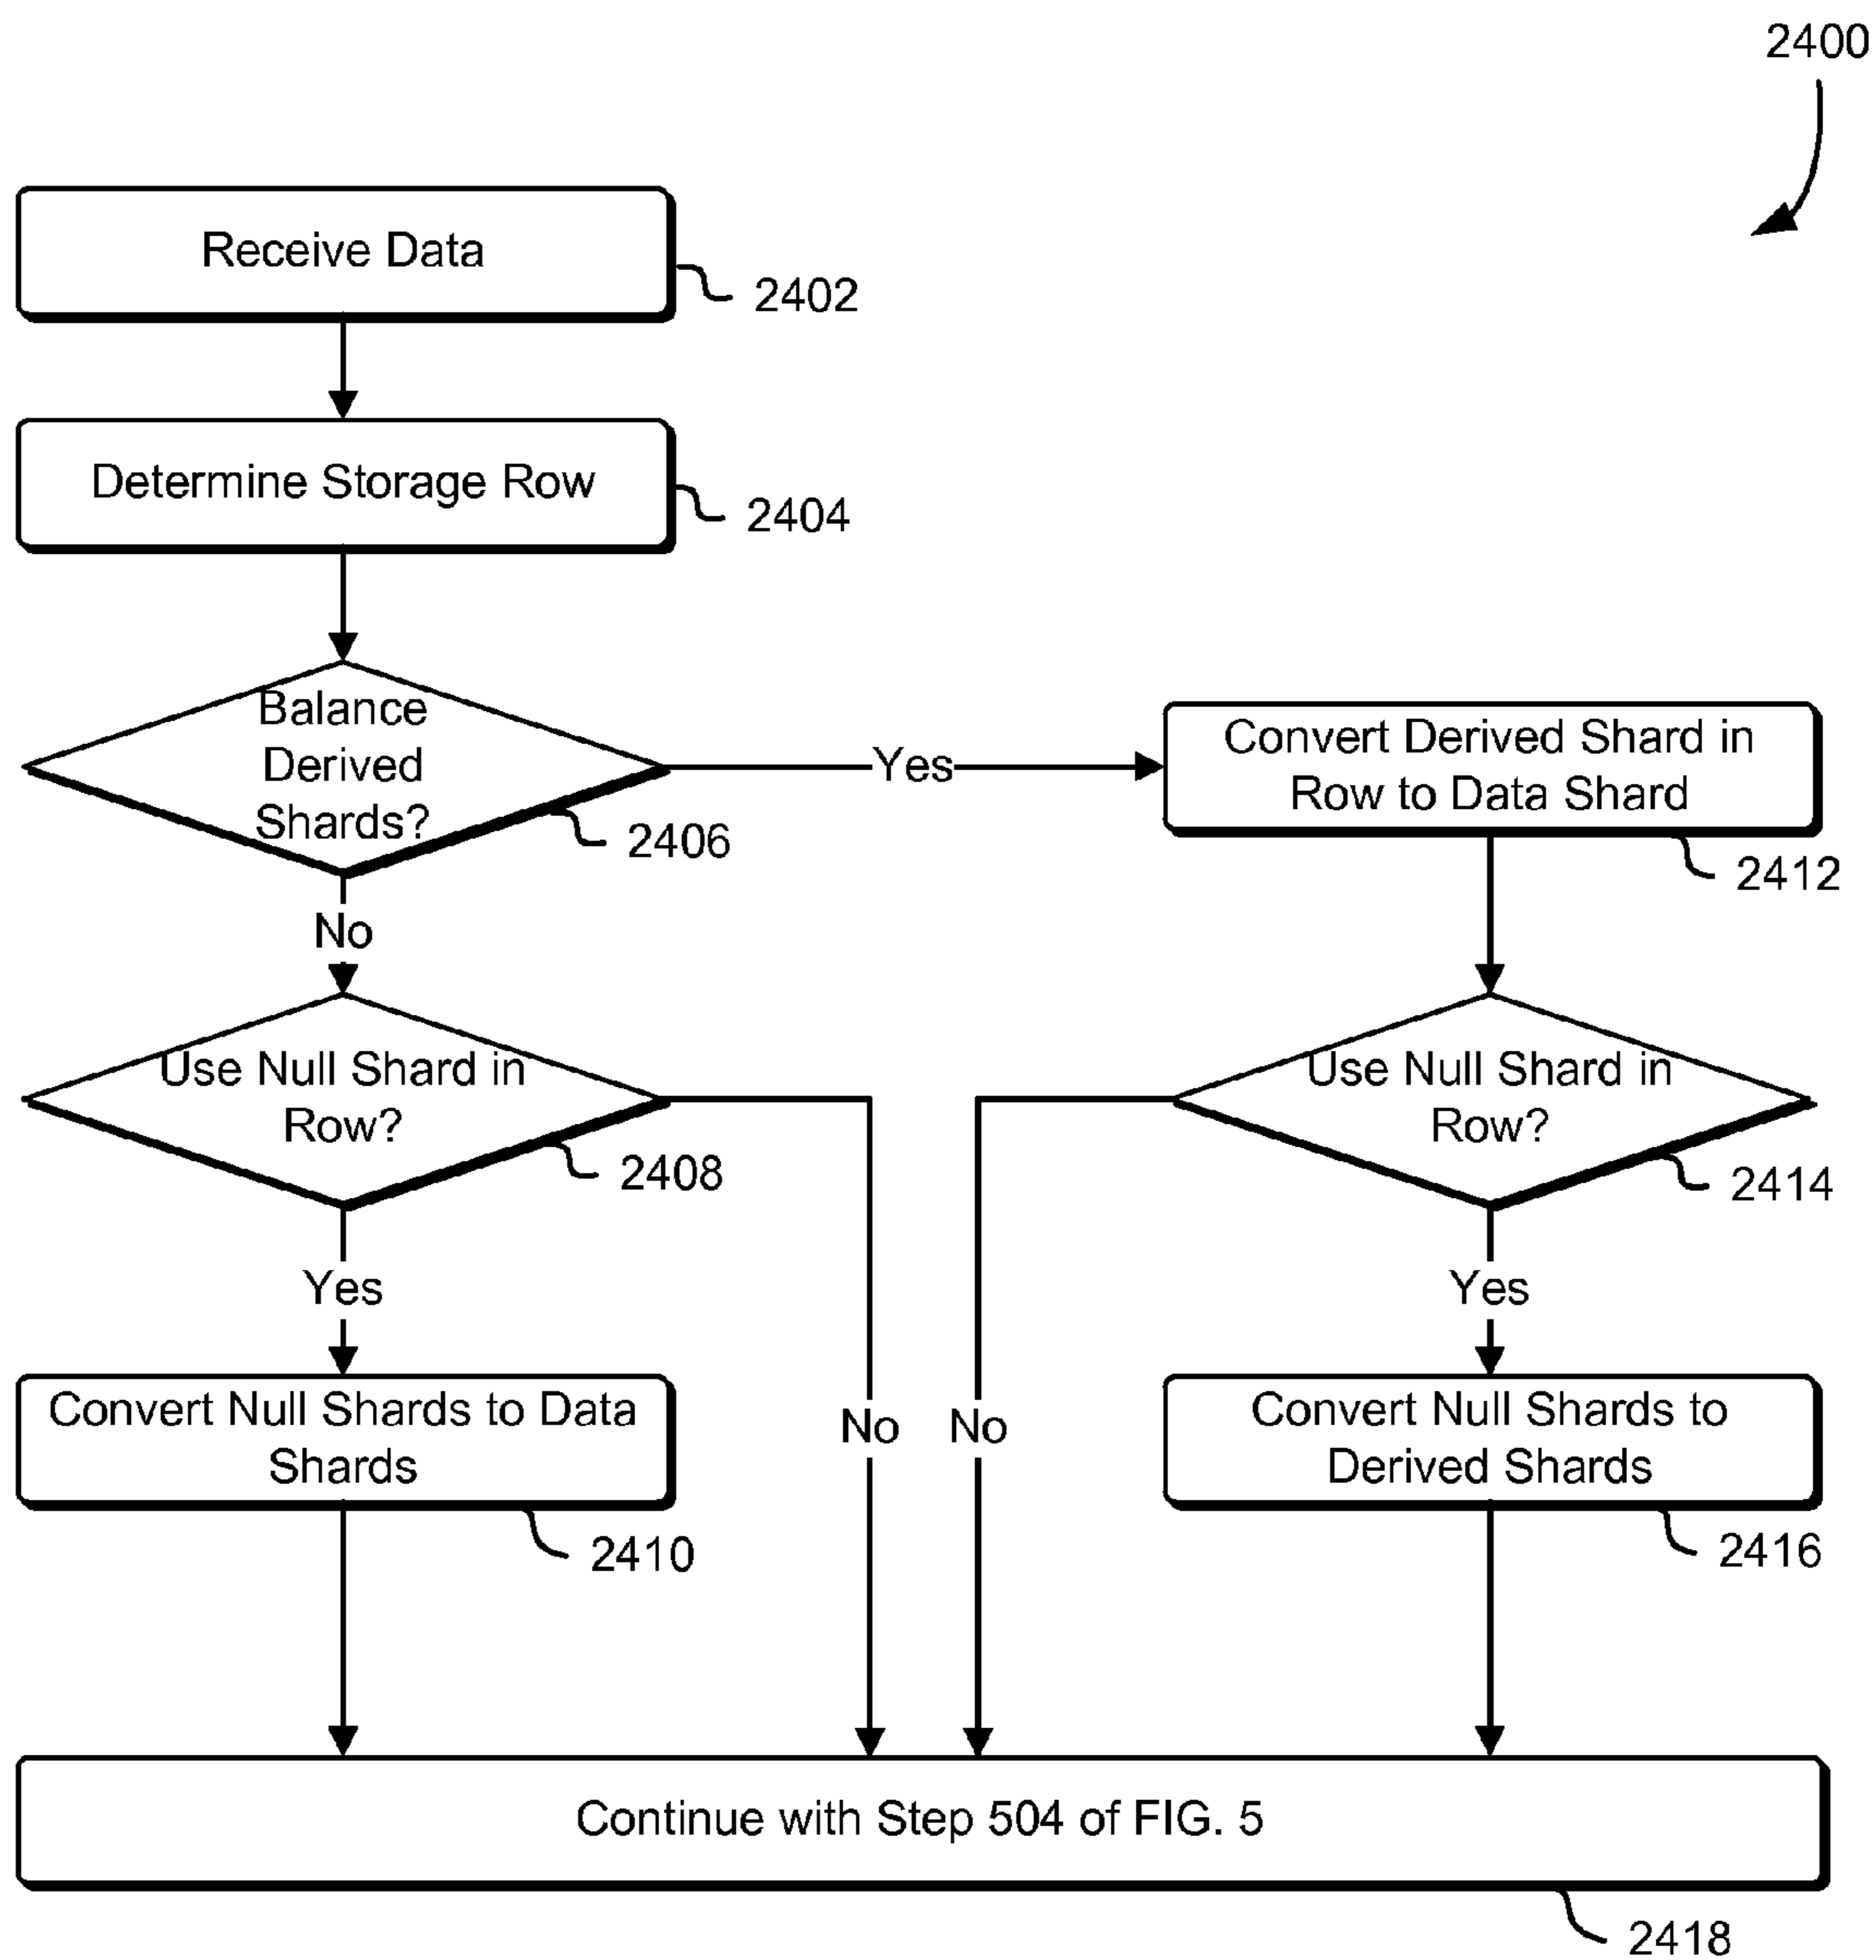 2400
Receive Data
2402
Determine Storage Row
2404
Balance
Derived
Shards?
2406
Yes
Convert Derived Shard in
Row to Data Shard
2412
No
Use Null Shard in
Row?
2408
Use Null Shard in
Row?
2414
Yes
No
No
Yes
Convert Null Shards to Data
Shards
2410
Convert Null Shards to
Derived Shards
2416
Continue with Step 504 of FIG. 5
2418